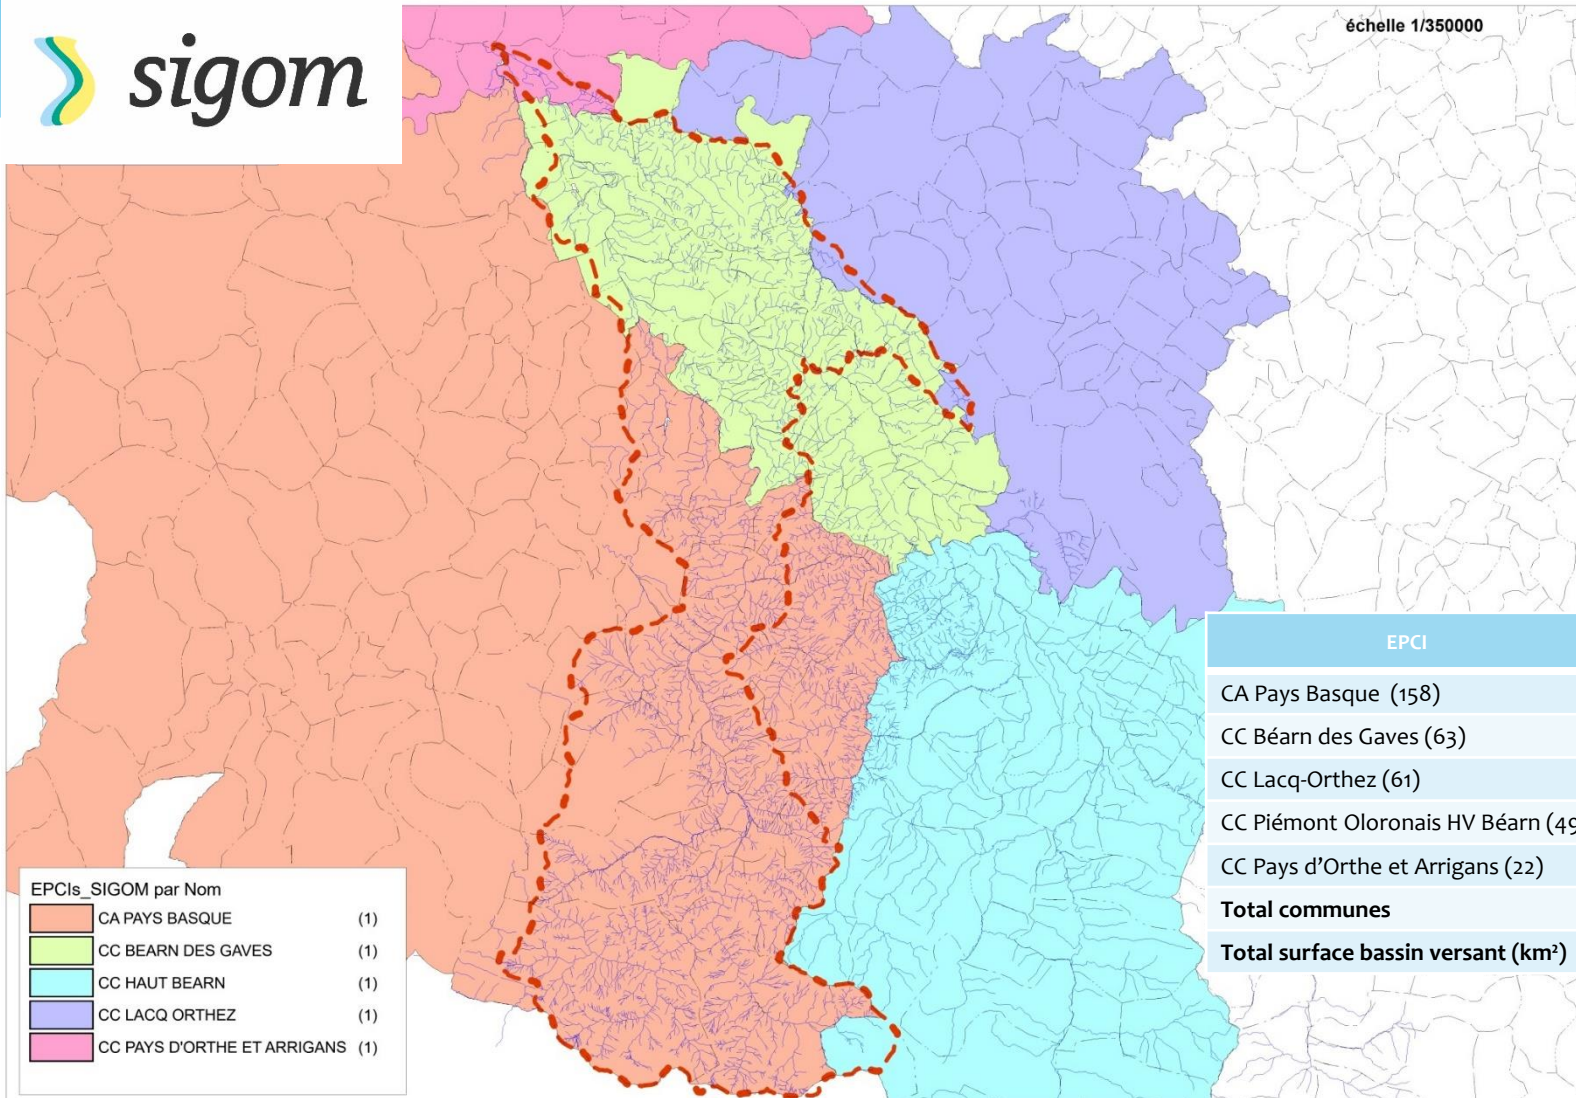 sigom
échelle 1/350000
EPCI
CA Pays Basque (158)
CC Béarn des Gaves (63)
CC Lacq-Orthez (61)
CC Piémont Oloronais HV Béarn (49
CC Pays d’Orthe et Arrigans (22)
Total communes
Total surface bassin versant (km²)
EPCIs_SIGOM par Nom
CA PAYS BASQUE (1)
CC BEARN DES GAVES (1)
CC HAUT BEARN (1)
CC LACQ ORTHEZ (1)
CC PAYS D'ORTHE ET ARRIGANS (1)